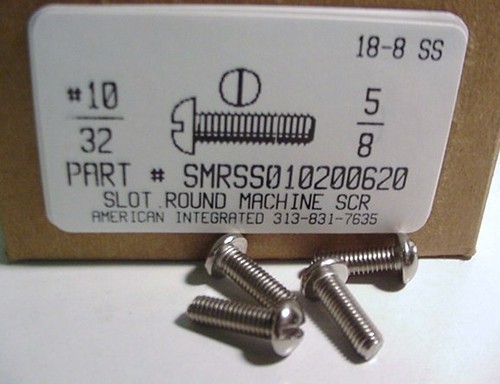 18-8 SS
#10
32
5
8
PART # SMRSS010200620
SLOT ROUND MACHINE SCR
AMERICAN INTEGRATED 313-831-7635